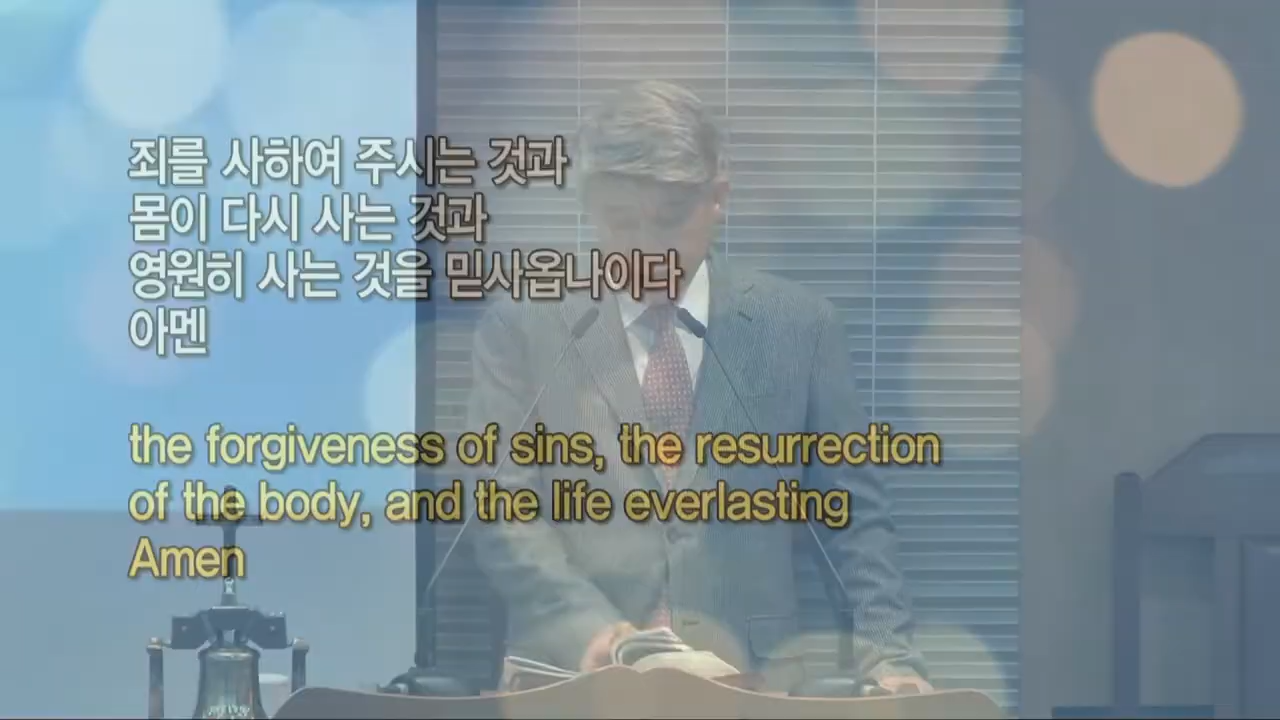 죄를 사하여 주시는 것과
몸이 다시 사는 것과
영원히 사는 것을 믿사옵나이다
아멘
the forgiveness of sins, the resurrection
of the body, and the life everlasting
Amen